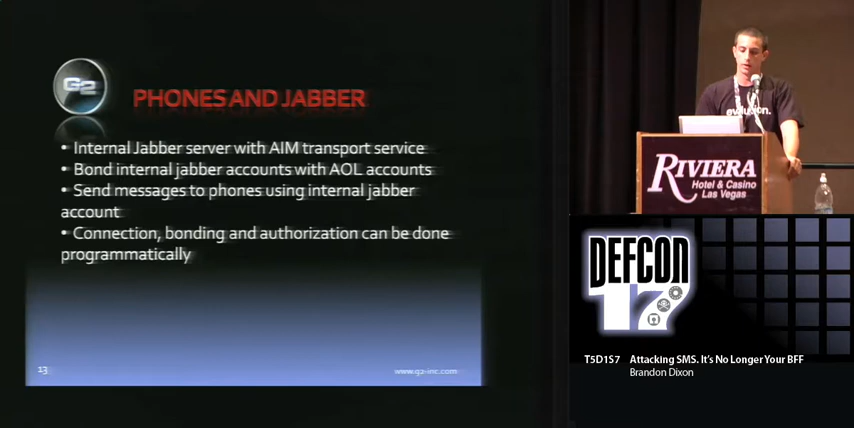 G2
PHONES AND JABBER
• Internal Jabber server with AIM transport service
• Bond internal jabber accounts with AOL accounts
• Send messages to phones using internal jabber
account
• Connection, bonding and authorization can be done
programmatically
13
www.g2-inc.com
evolution.
RIVIERA
Hotel & Casino
Las Vegas
DEFCON
17
T5D1S7 Attacking SMS. It's No Longer Your BFF
Brandon Dixon